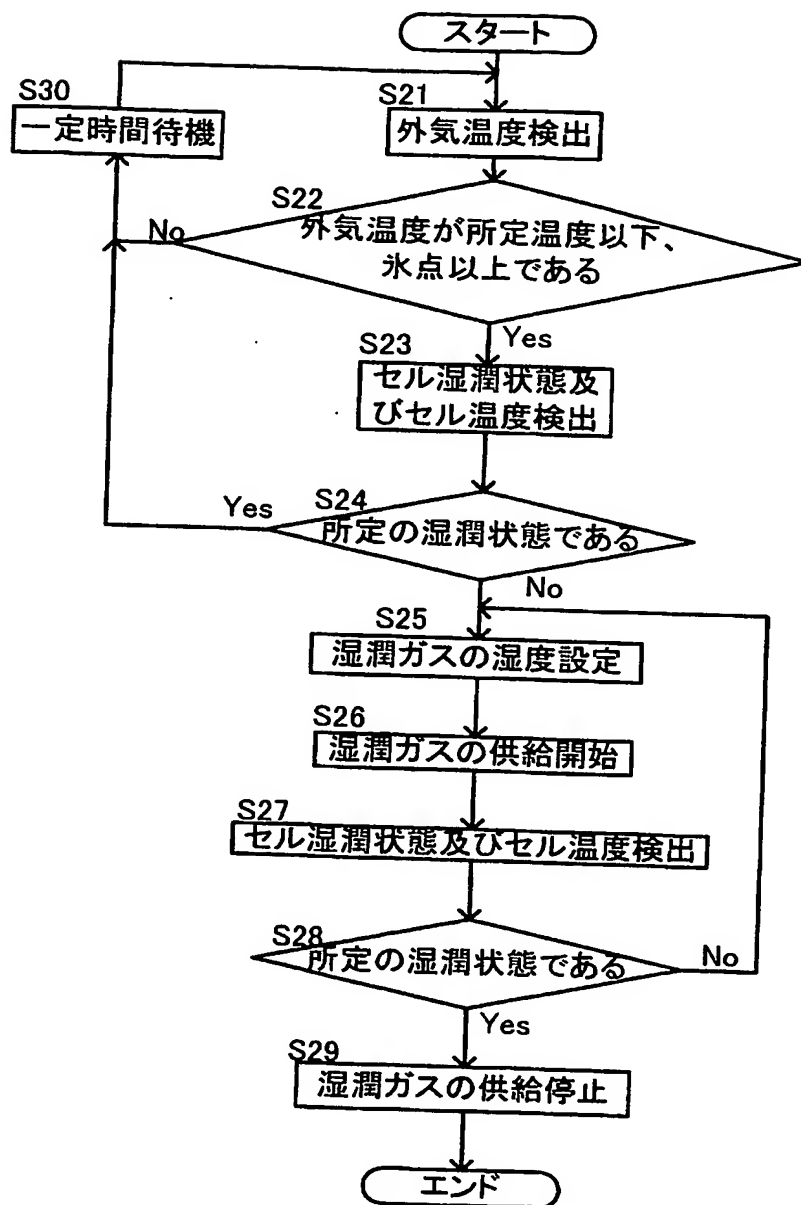 スタート
S30
一定時間待機
S21
外気温度検出
S22
外気温度が所定温度以下、
氷点以上である
No
Yes
S23
セル湿潤状態及
びセル温度検出
S24
所定の湿潤状態である
Yes
No
S25
湿潤ガスの湿度設定
S26
湿潤ガスの供給開始
S27
セル湿潤状態及びセル温度検出
S28
所定の湿潤状態である
No
Yes
S29
湿潤ガスの供給停止
エンド